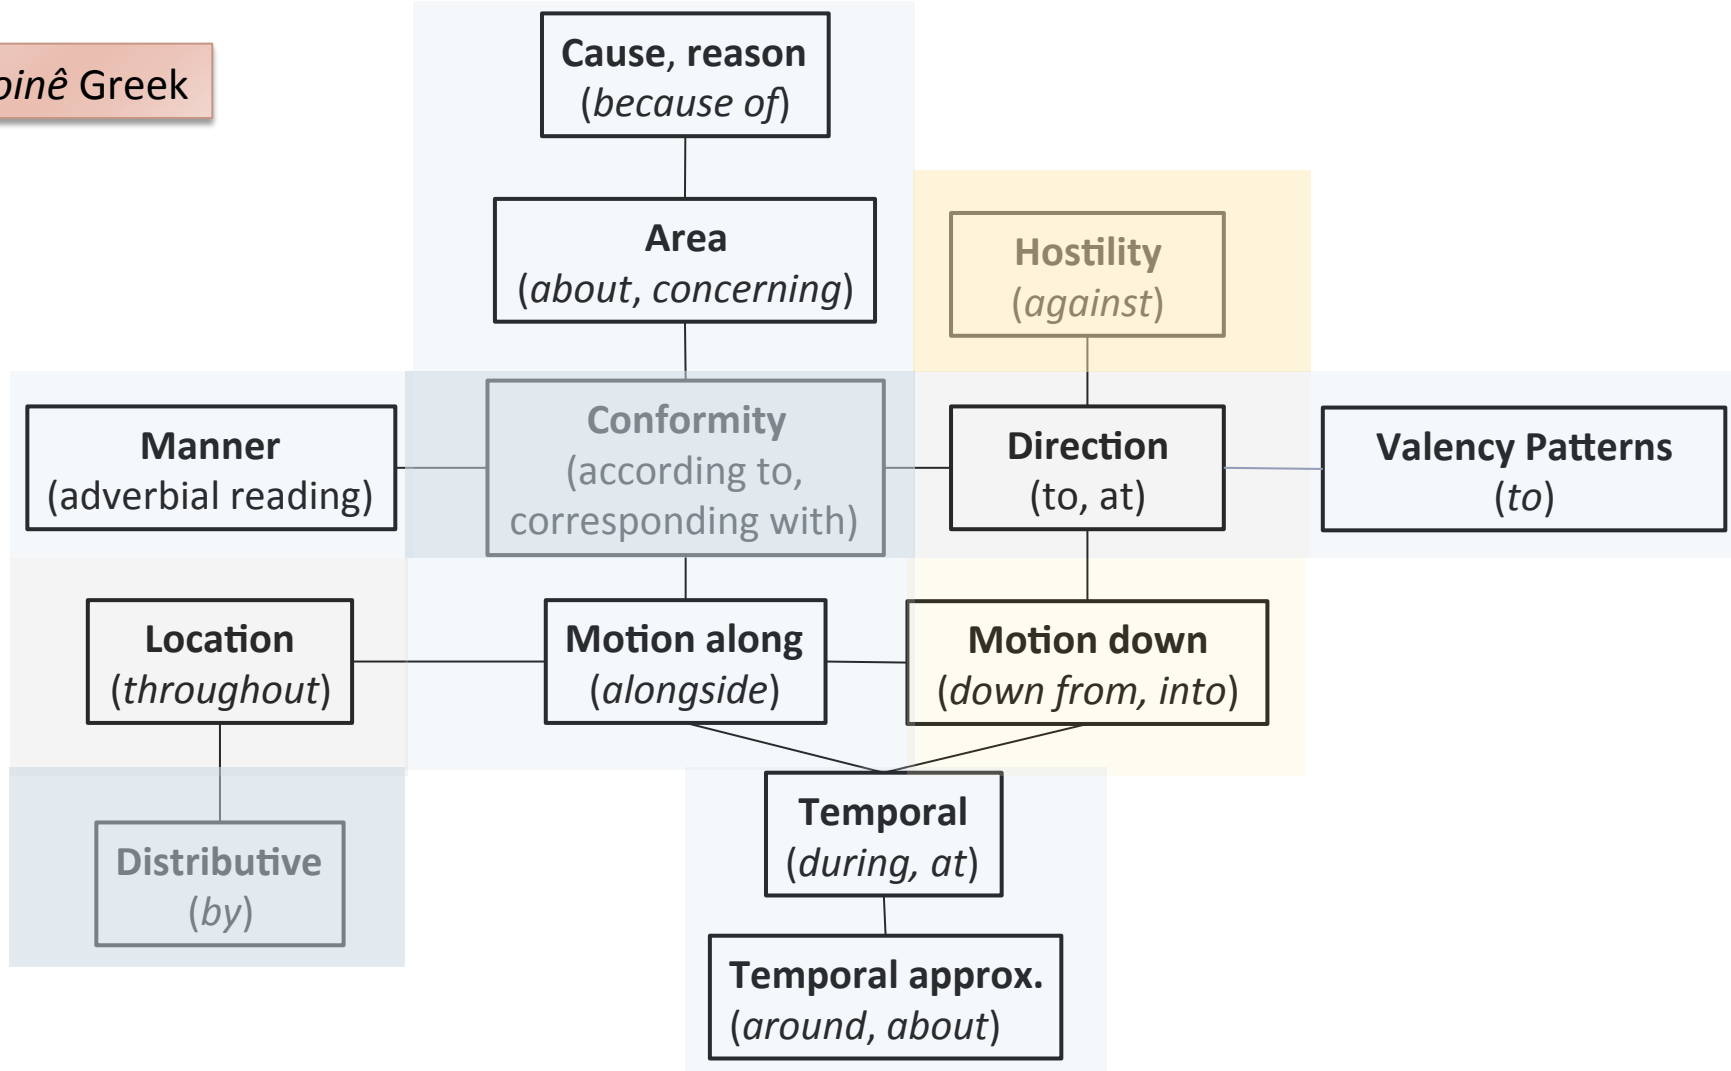 oinê Greek
Cause, reason
(because of)
Area
(about, concerning)
Hostility
(against)
Manner
(adverbial reading)
Conformity
(according to,
corresponding with)
Direction
(to, at)
Valency Patterns
(to)
Location
(throughout)
Motion along
(alongside)
Motion down
(down from, into)
Distributive
(by)
Temporal
(during, at)
Temporal approx.
(around, about)